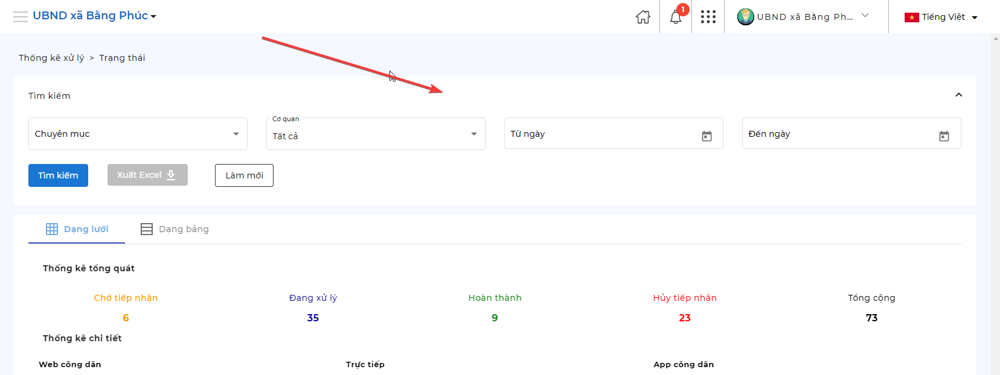 UBND xã Bằng Phúc
1
UBND xã Bằng Ph...
Tiếng Việt
Thống kê xử lý > Trạng thái
Tìm kiếm
Chuyên mục
Cơ quan
Tất cả
Từ ngày
Đến ngày
Tìm kiếm
Xuất Excel
Làm mới
Dạng lưới
Dạng bảng
Thống kê tổng quát
Chờ tiếp nhận
Đang xử lý
Hoàn thành
Hủy tiếp nhận
Tổng cộng
6
35
9
23
73
Thống kê chi tiết
Web công dân
Trực tiếp
App công dân